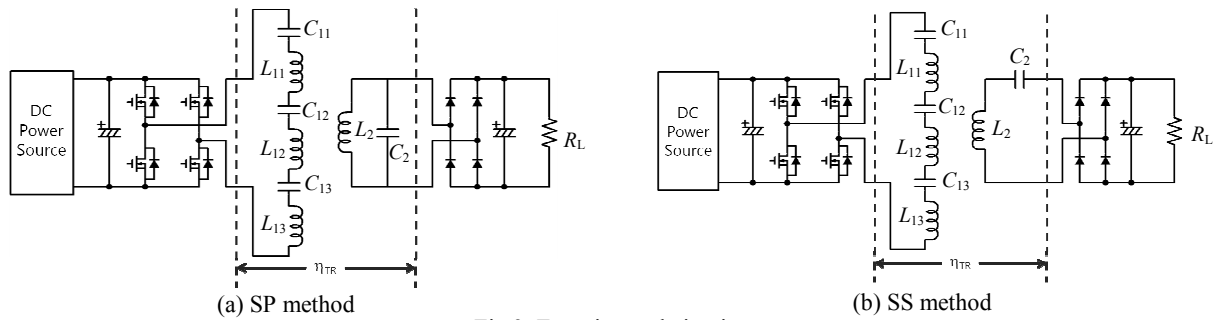 C11
L11
C12
L12
C13
L13
DC
Power
Source
L2
C2
RL
ηTR
(a) SP method
C11
L11
C12
L12
C13
L13
DC
Power
Source
C2
L2
RL
ηTR
(b) SS method